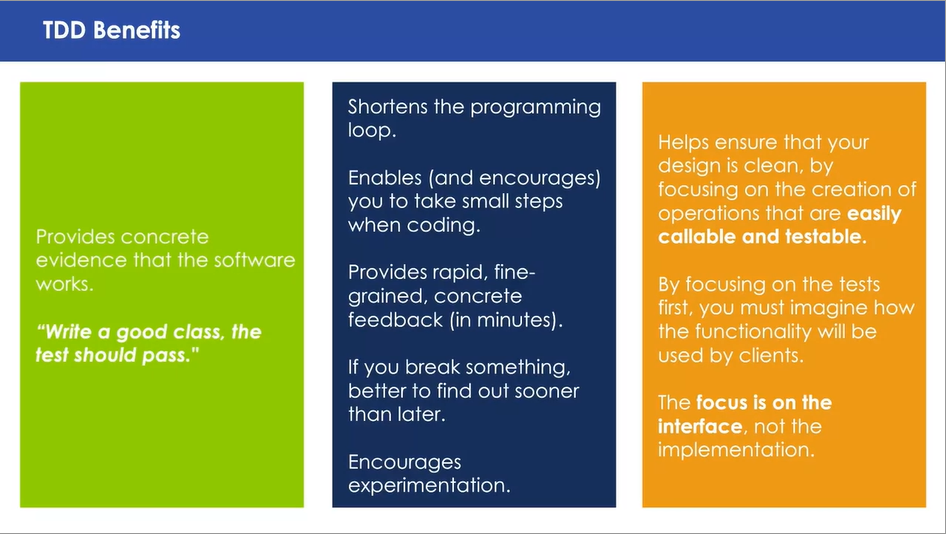 TDD Benefits
Provides concrete
evidence that the software
works.
“Write a good class, the
test should pass."
Shortens the programming
loop.
Enables (and encourages)
you to take small steps
when coding.
Provides rapid, fine-
grained, concrete
feedback (in minutes).
If you break something,
better to find out sooner
than later.
Encourages
experimentation.
Helps ensure that your
design is clean, by
focusing on the creation of
operations that are easily
callable and testable.
By focusing on the tests
first, you must imagine how
the functionality will be
used by clients.
The focus is on the
interface, not the
implementation.